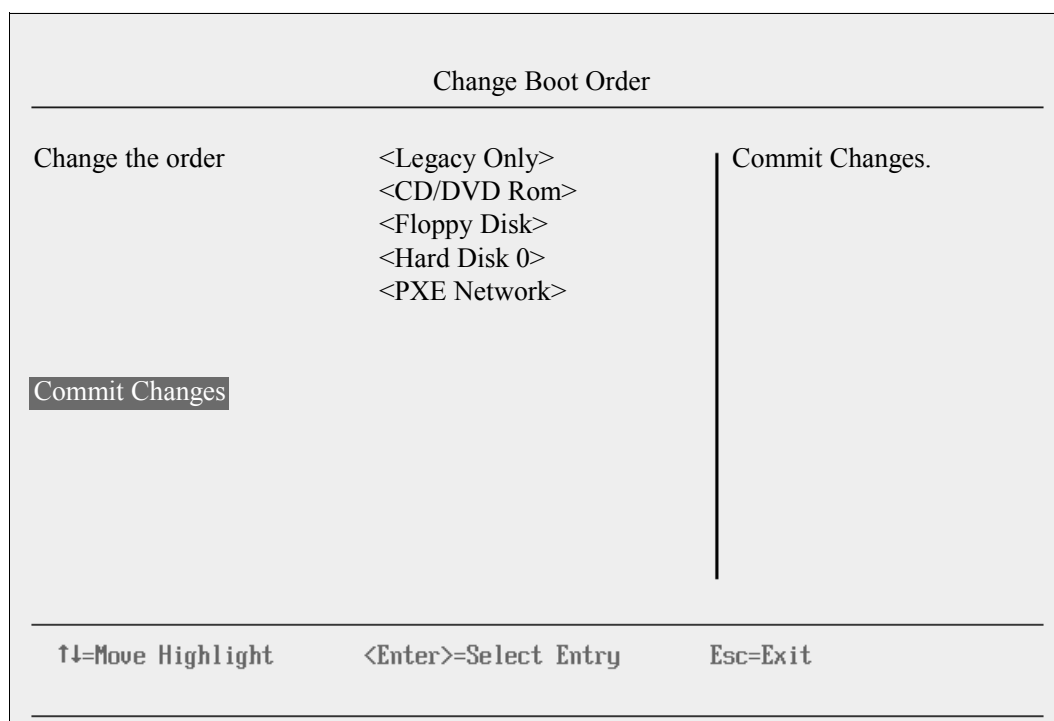 Change Boot Order
Change the order <Legacy Only> Commit Changes.
<CD/DVD Rom>
<Floppy Disk>
<Hard Disk 0>
<PXE Network>
Commit Changes
↑↓=Move Highlight <Enter>=Select Entry Esc=Exit